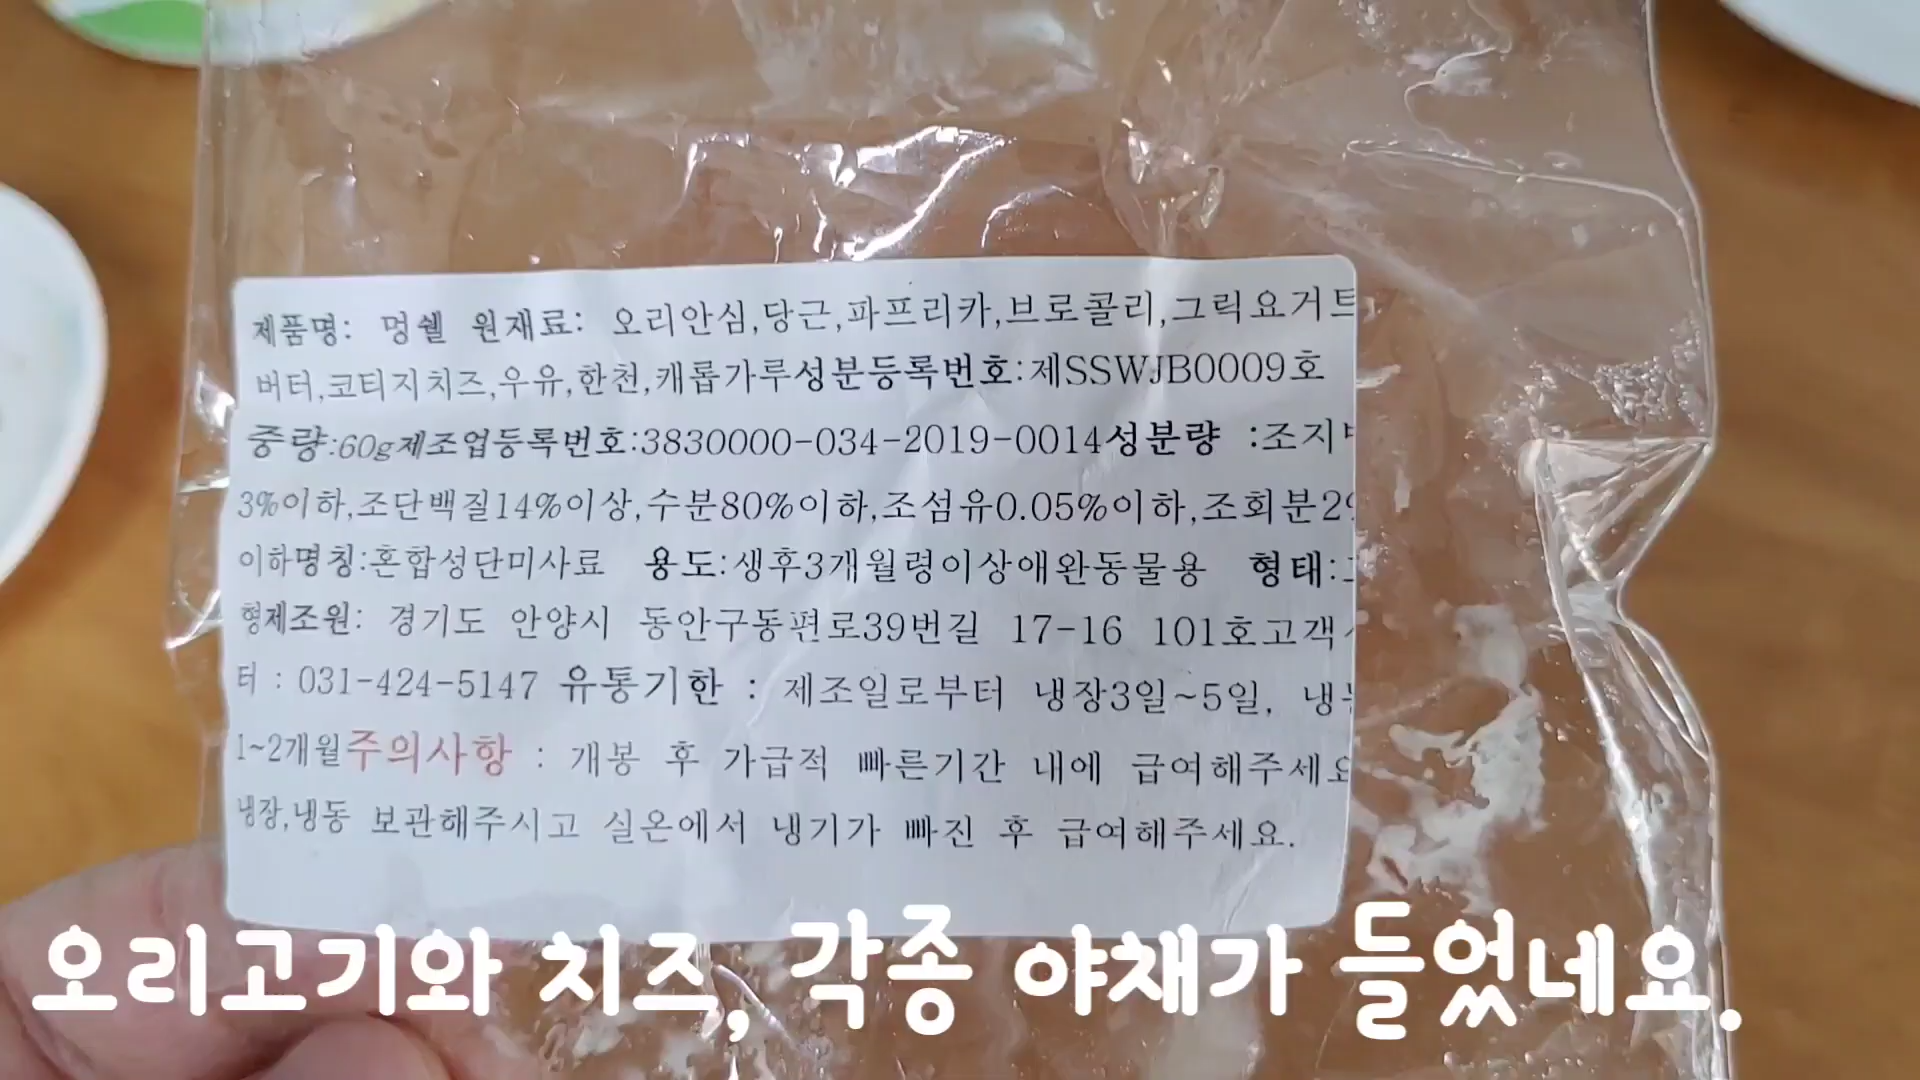 제품명: 멍쉘 원재료: 오리안심,당근,파프리카,브로콜리,그릭요거트
버터,코티지치즈,우유,한천,캐롭가루성분등록번호:제SSWJB0009호
중량:60g제조업등록번호:3830000-034-2019-0014성분량 :조지
3%이하,조단백질14%이상,수분80%이하,조섬유0.05%이하,조회분2%
이하명칭:혼합성단미사료 용도:생후3개월령이상애완동물용 형태:
형제조원: 경기도 안양시 동안구동편로39번길 17-16 101호고객
터 : 031-424-5147 유통기한 : 제조일로부터 냉장3일~5일, 냉
1~2개월주의사항 : 개봉 후 가급적 빠른기간 내에 급여해주세요
냉장,냉동 보관해주시고 실온에서 냉기가 빠진 후 급여해주세요.
오리고기와 치즈, 각종 야채가 들었네요.